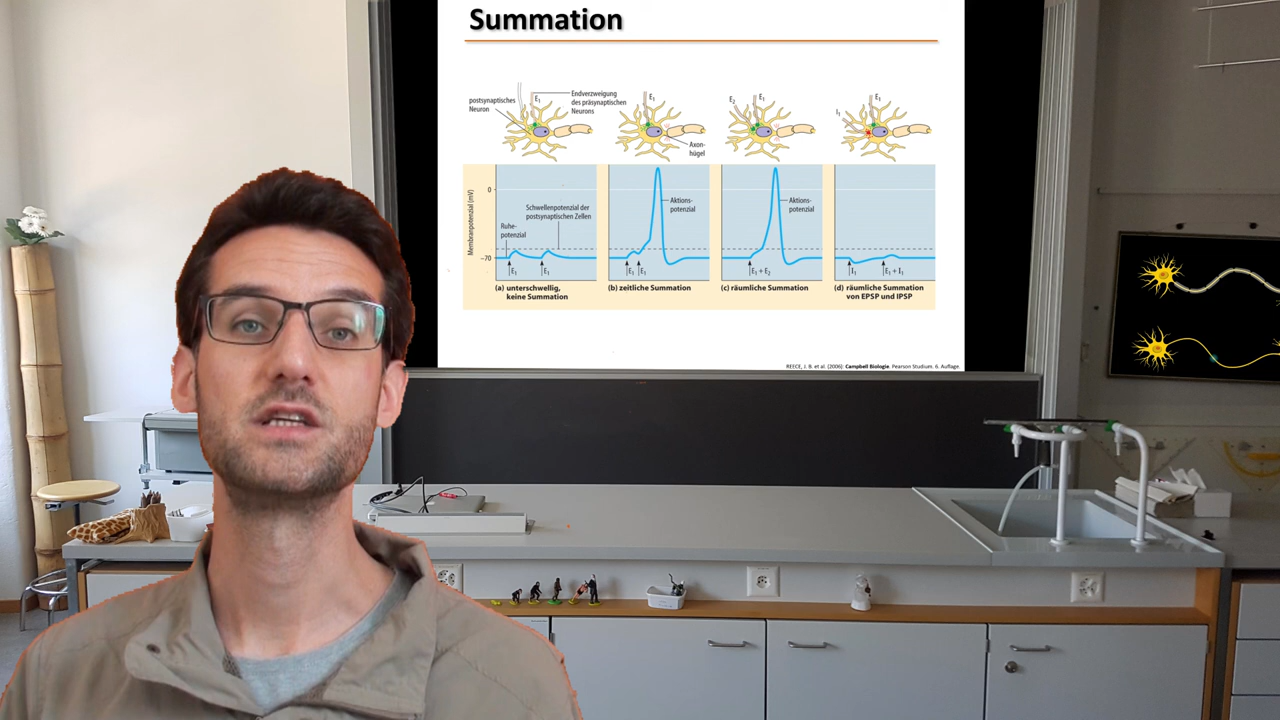 Summation
postsynaptisches
Neuron
E₁
Endverzweigung
des präsynaptischen
Neurons
E₁
Axon-
hügel
E₂
E₁
I₁
E₁
Membranpotenzial (mV)
0
–70
Ruhe-
potenzial
Schwellenpotenzial der
postsynaptischen Zellen
E₁
E₁
Aktions-
potenzial
E₁
E₁
Aktions-
potenzial
E₁ + E₂
I₁
E₁ + I₁
(a) unterschwellig,
keine Summation
(b) zeitliche Summation
(c) räumliche Summation
(d) räumliche Summation
von EPSP und IPSP
REECE, J. B. et al. (2006): Campbell Biologie. Pearson Studium. 6. Auflage.